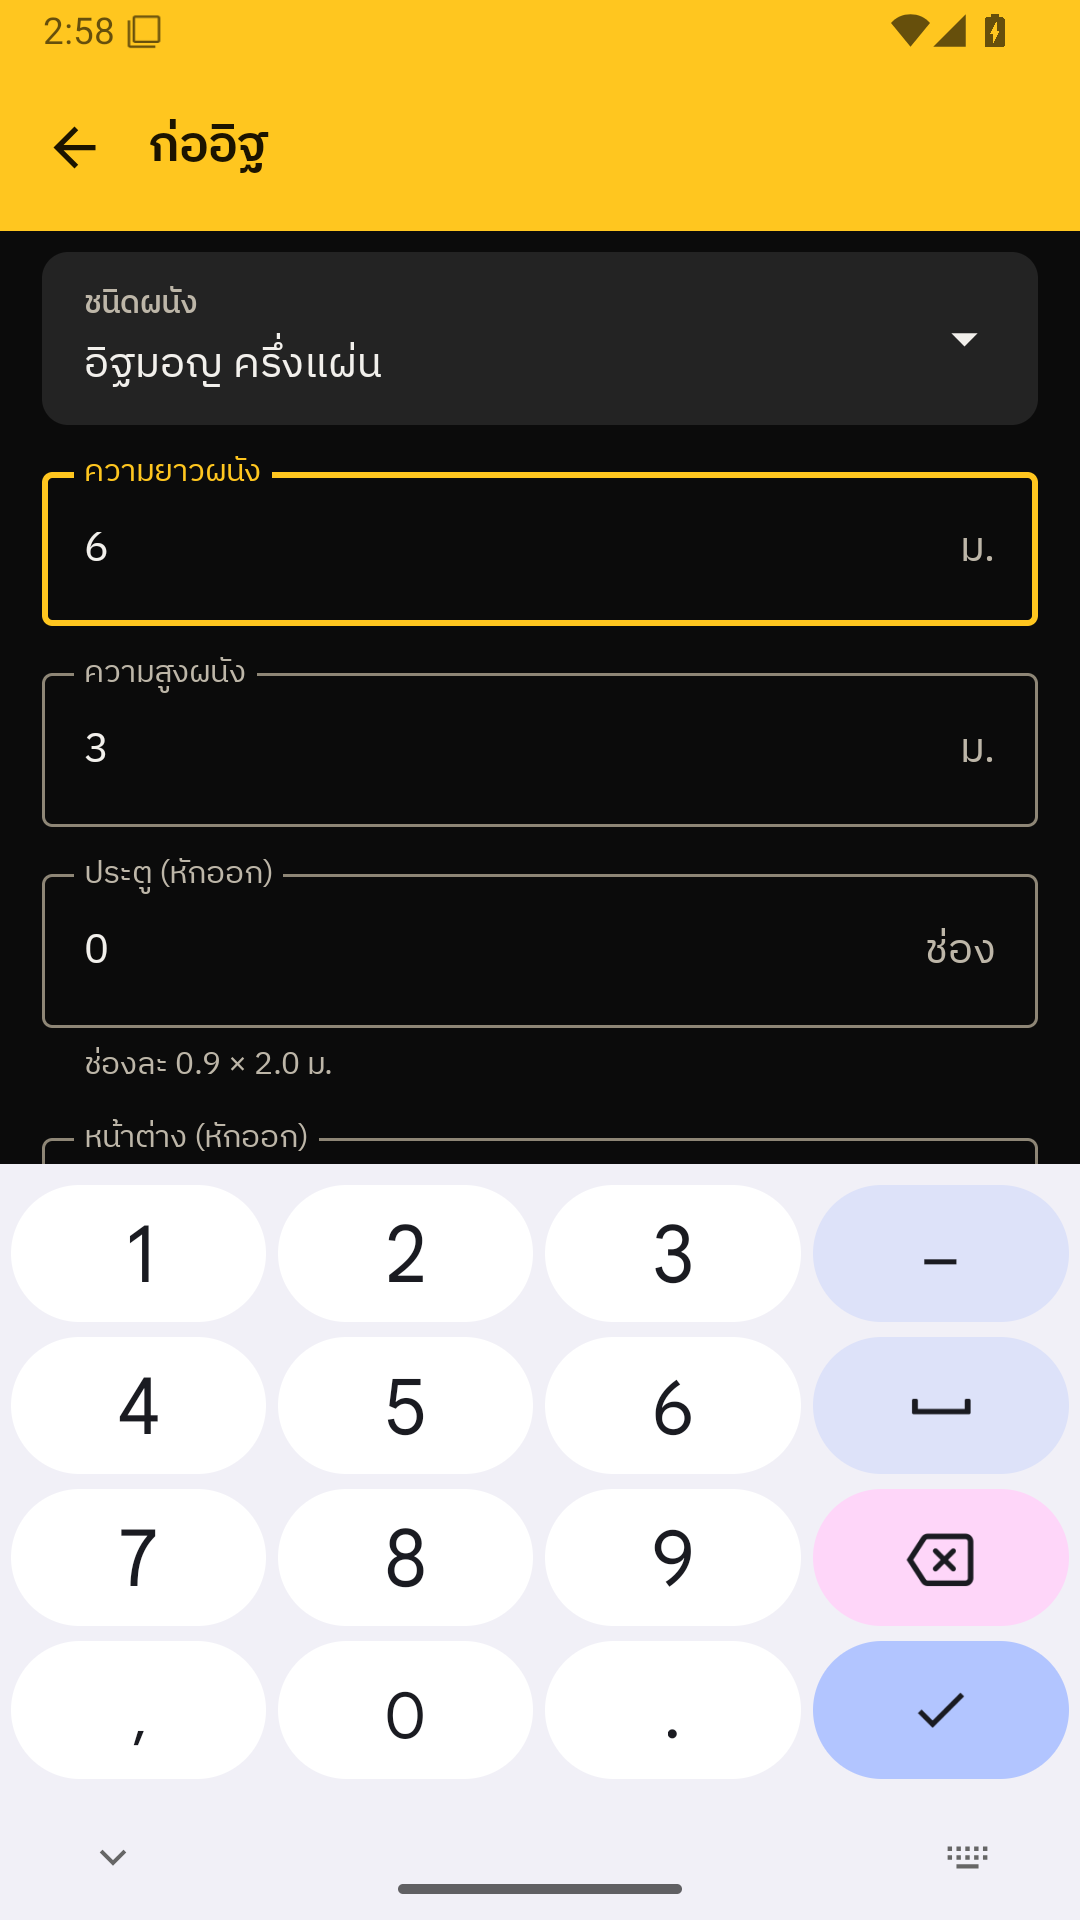 2:58
ก่ออิฐ
ชนิดผนัง
อิฐมอญ ครึ่งแผ่น
ความยาวผนัง
6 ม.
ความสูงผนัง
3 ม.
ประตู (หักออก)
0 ช่อง
ช่องละ 0.9 × 2.0 ม.
หน้าต่าง (หักออก)
1 2 3 –
4 5 6
7 8 9
, 0 .